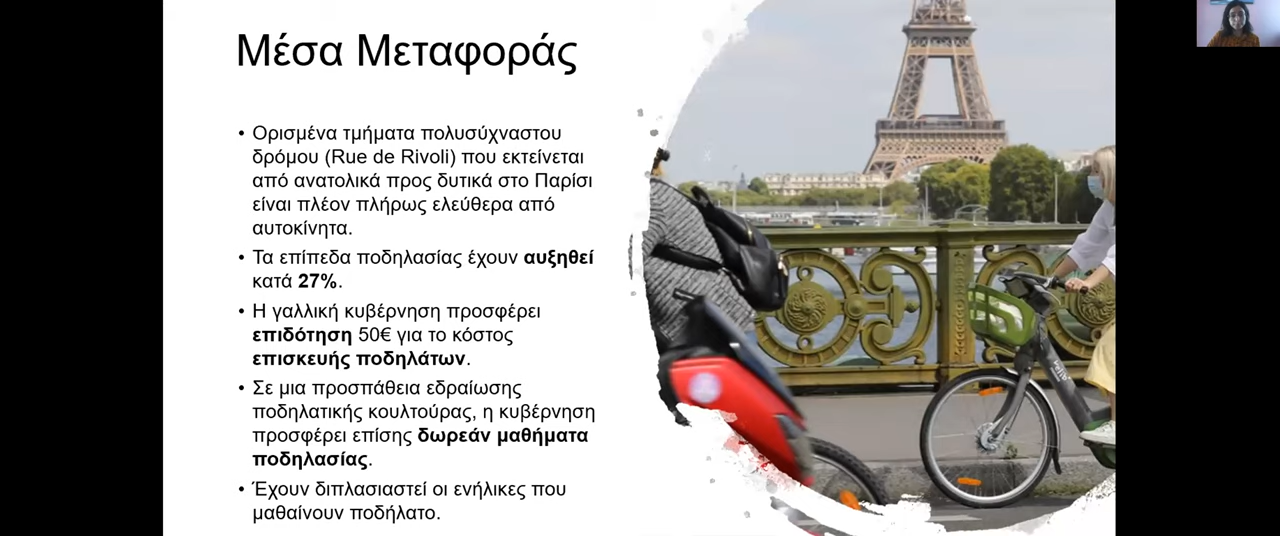 Μέσα Μεταφοράς
• Ορισμένα τμήματα πολυσύχναστου
δρόμου (Rue de Rivoli) που εκτείνεται
από ανατολικά προς δυτικά στο Παρίσι
είναι πλέον πλήρως ελεύθερα από
αυτοκίνητα.
• Τα επίπεδα ποδηλασίας έχουν αυξηθεί
κατά 27%.
• Η γαλλική κυβέρνηση προσφέρει
επιδότηση 50€ για το κόστος
επισκευής ποδηλάτων.
• Σε μια προσπάθεια εδραίωσης
ποδηλατικής κουλτούρας, η κυβέρνηση
προσφέρει επίσης δωρεάν μαθήματα
ποδηλασίας.
• Έχουν διπλασιαστεί οι ενήλικες που
μαθαίνουν ποδήλατο.